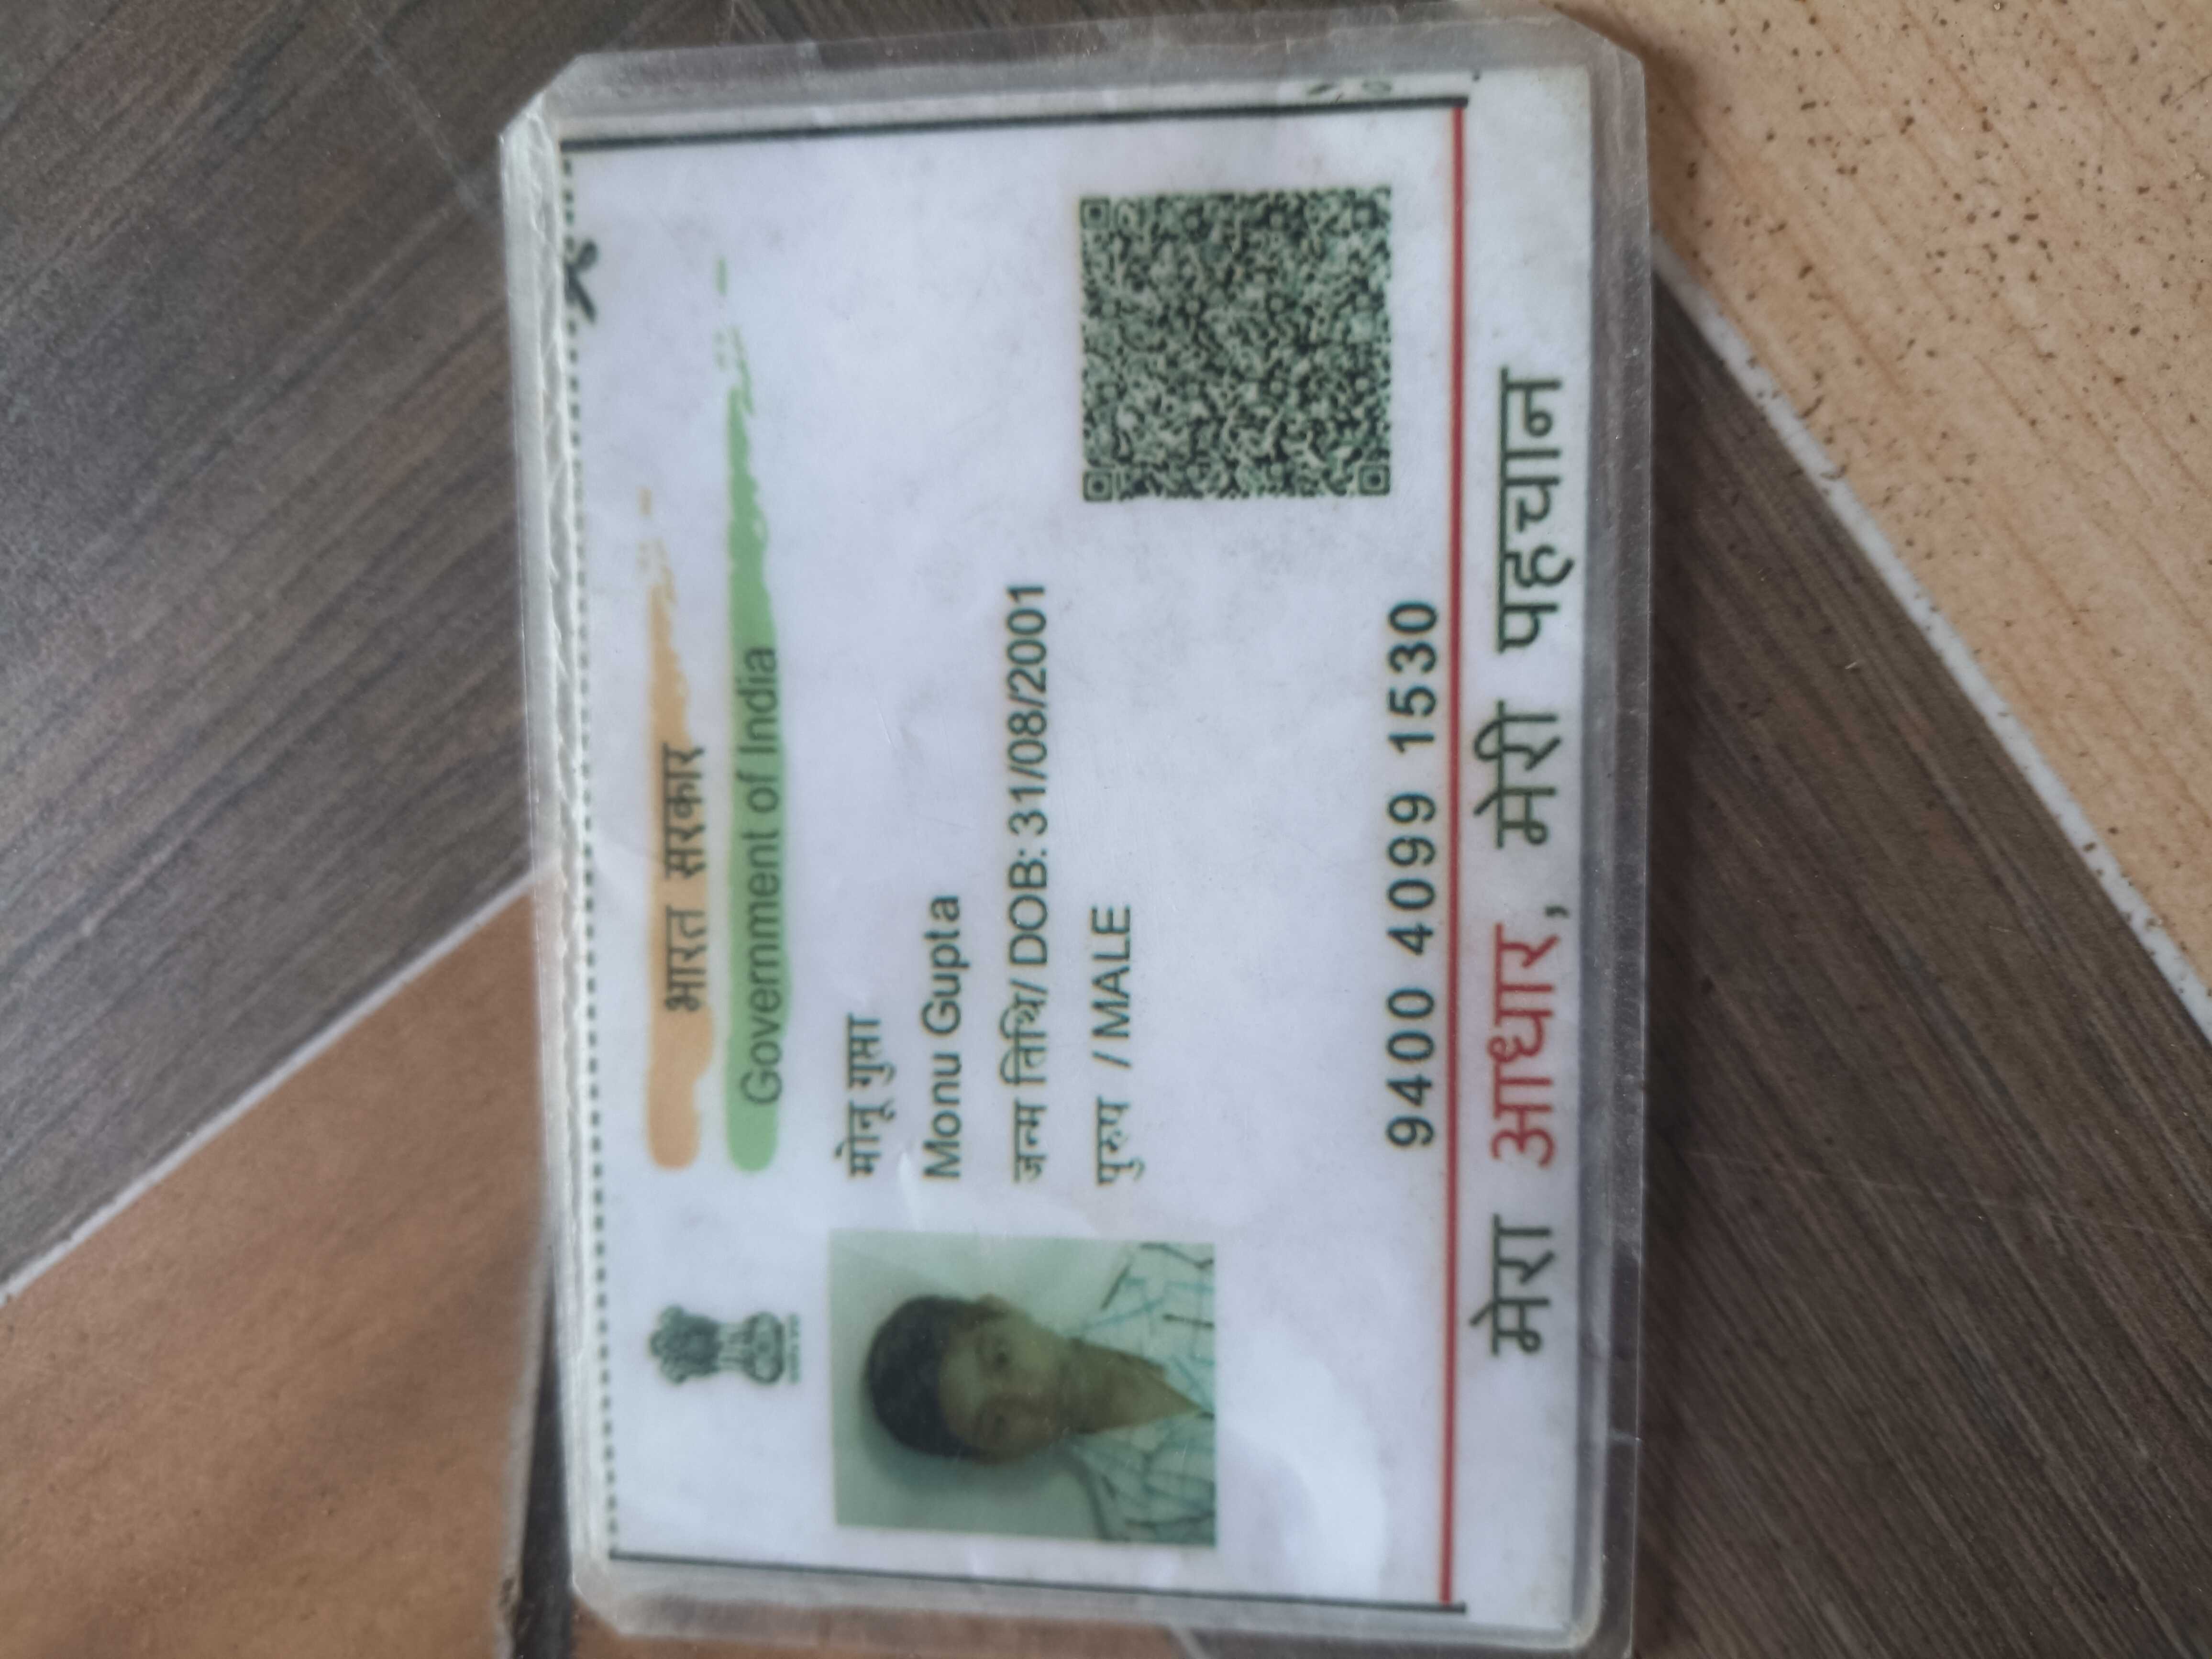 भारत सरकार
Government of India
मोनू गुप्ता
Monu Gupta
जन्म तिथि/ DOB: 31/08/2001
पुरुष / MALE
9400 4099 1530
मेरा आधार, मेरी पहचान